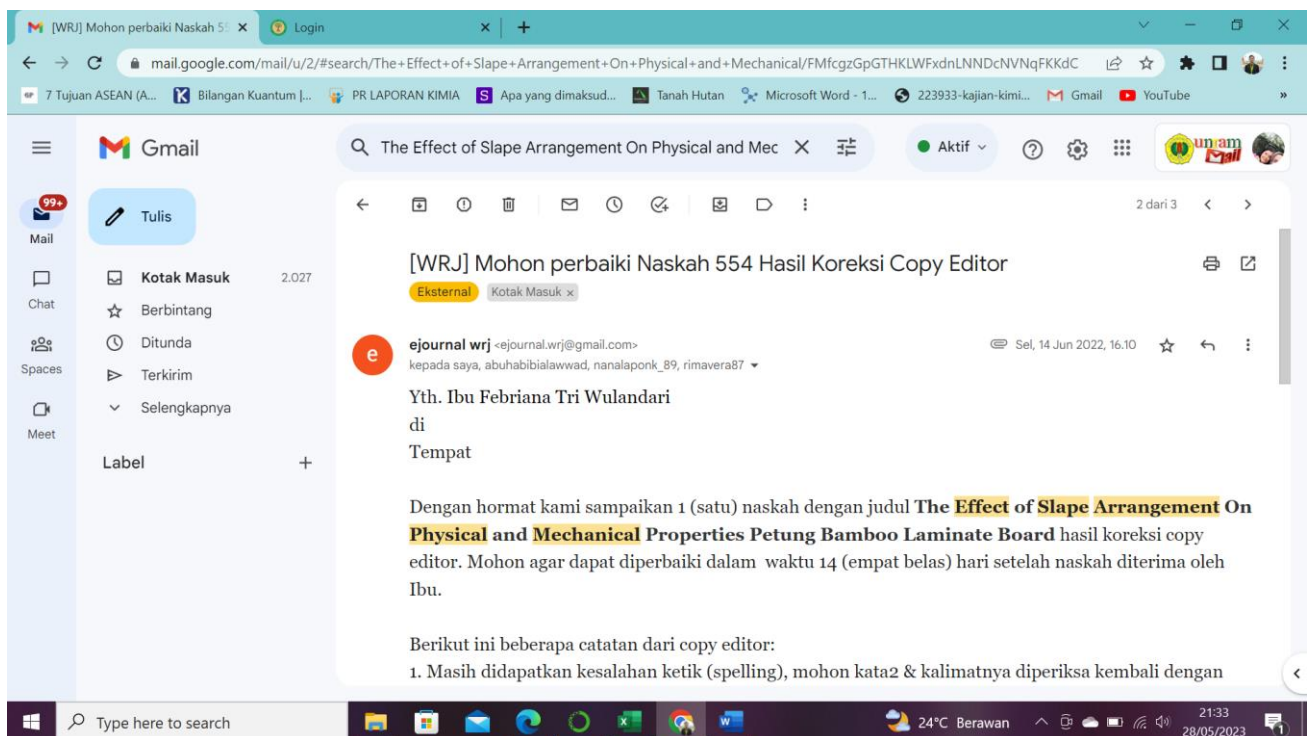 [WRJ] Mohon perbaiki Naskah 55
Login
mail.google.com/mail/u/2/#search/The+Effect+of+Slape+Arrangement+On+Physical+and+Mechanical/FMfcgzGpGTHKLWFxdnLNNDcNVNqFKKdC
7 Tujuan ASEAN (A... Bilangan Kuantum |... PR LAPORAN KIMIA Apa yang dimaksud... Tanah Hutan Microsoft Word - 1... 223933-kajian-kimi... Gmail YouTube »
Gmail
The Effect of Slape Arrangement On Physical and Mec
Aktif
unram
Mail
99+
Mail
Tulis
2 dari 3
Chat
Kotak Masuk 2.027
Berbintang
Spaces
Ditunda
Terkirim
Meet
Selengkapnya
Label +
[WRJ] Mohon perbaiki Naskah 554 Hasil Koreksi Copy Editor
Eksternal Kotak Masuk ×
e
ejournal wrj <ejournal.wrj@gmail.com> Sel, 14 Jun 2022, 16.10
kepada saya, abuhabibialawwad, nanalaponk_89, rimavera87
Yth. Ibu Febriana Tri Wulandari
di
Tempat
Dengan hormat kami sampaikan 1 (satu) naskah dengan judul The Effect of Slape Arrangement On
Physical and Mechanical Properties Petung Bamboo Laminate Board hasil koreksi copy
editor. Mohon agar dapat diperbaiki dalam waktu 14 (empat belas) hari setelah naskah diterima oleh
Ibu.
Berikut ini beberapa catatan dari copy editor:
1. Masih didapatkan kesalahan ketik (spelling), mohon kata2 & kalimatnya diperiksa kembali dengan
Type here to search
24°C Berawan
21:33
28/05/2023
1